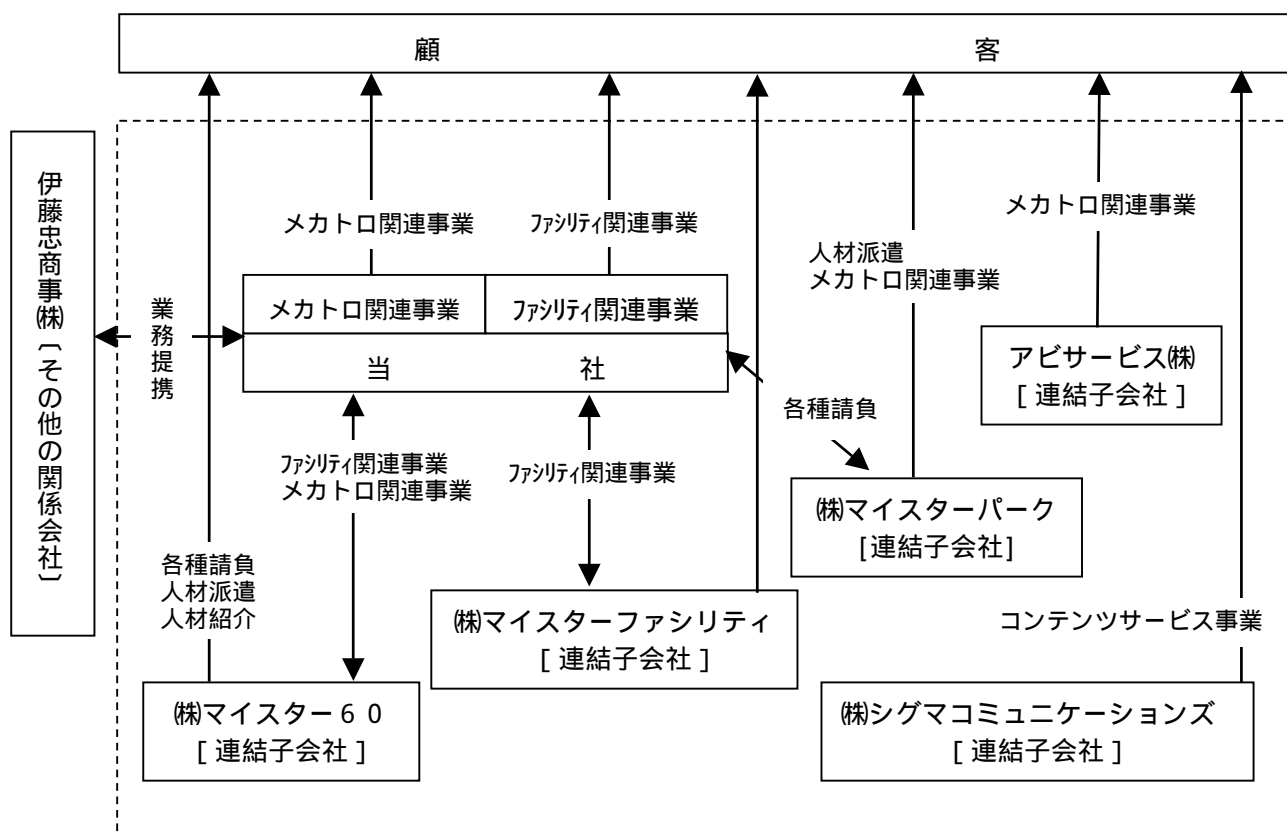 顧 客
伊藤忠商事㈱〔その他の関係会社〕
業務提携
メカトロ関連事業
ﾌｧｼﾘﾃｨ関連事業
メカトロ関連事業
ﾌｧｼﾘﾃｨ関連事業
当 社
人材派遣
メカトロ関連事業
メカトロ関連事業
アビサービス㈱
[ 連結子会社 ]
各種請負
ﾌｧｼﾘﾃｨ関連事業
メカトロ関連事業
ﾌｧｼﾘﾃｨ関連事業
㈱マイスターパーク
[連結子会社]
各種請負
人材派遣
人材紹介
㈱マイスターファシリティ
[ 連結子会社 ]
コンテンツサービス事業
㈱マイスター６０
[ 連結子会社 ]
㈱シグマコミュニケーションズ
[ 連結子会社 ]